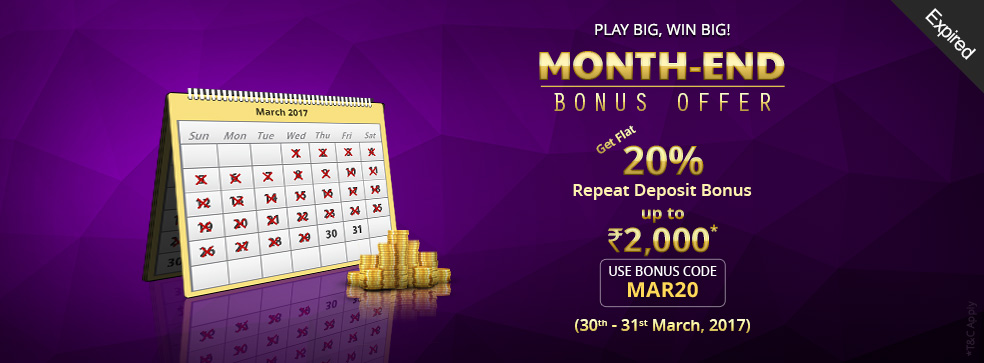 PLAY BIG, WIN BIG!
Expired
MONTH-END
BONUS OFFER
March 2017
Sun Mon Tue Wed Thu Fri Sat
1 2 3 4
5 6 7 8 9 10 11
12 13 14 15 16 17 18
19 20 21 22 23 24 25
26 27 28 29 30 31
Get Flat
20%
Repeat Deposit Bonus
up to
₹2,000*
USE BONUS CODE
MAR20
(30th - 31st March, 2017)
*T&C Apply